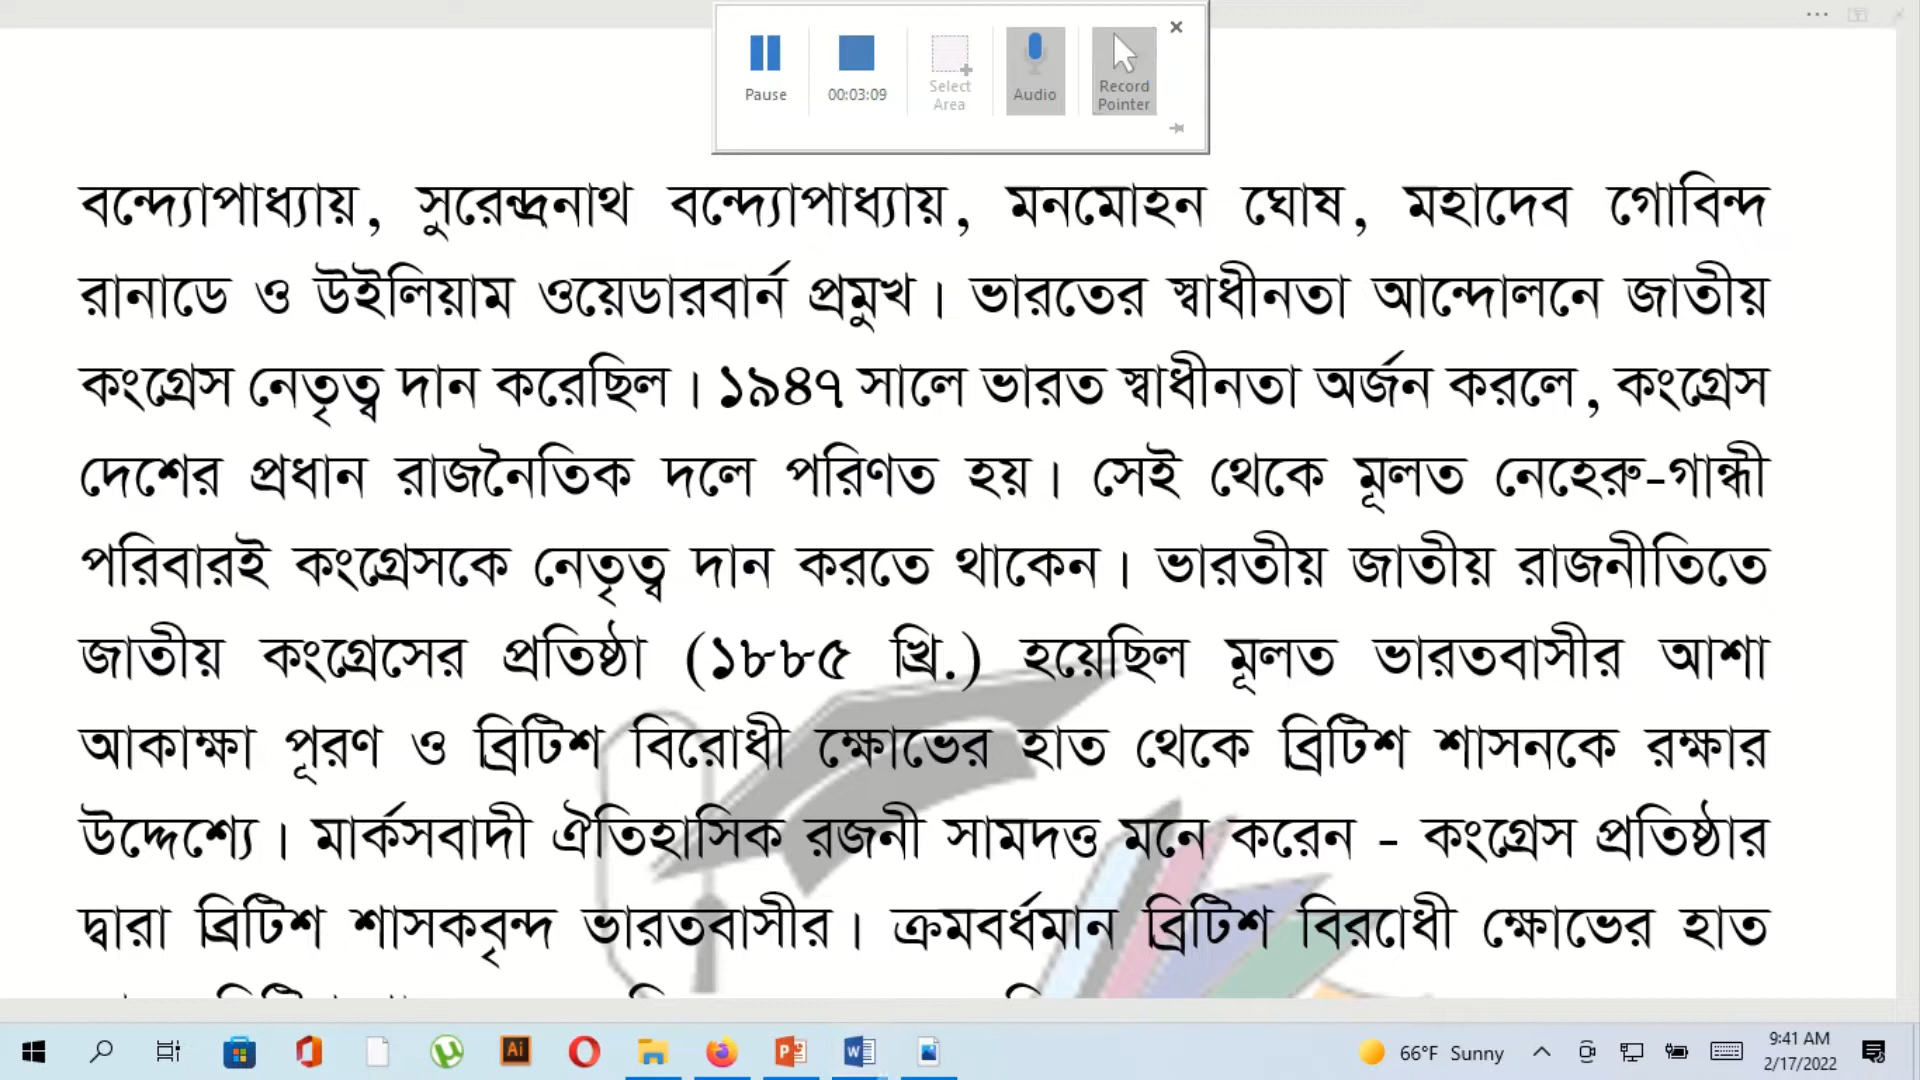 Pause
00:03:09
Select
Area
Audio
Record
Pointer
বন্দ্যোপাধ্যায়, সুরেন্দ্রনাথ বন্দ্যোপাধ্যায়, মনমোহন ঘোষ, মহাদেব গোবিন্দ
রানাডে ও উইলিয়াম ওয়েডারবার্ন প্রমুখ। ভারতের স্বাধীনতা আন্দোলনে জাতীয়
কংগ্রেস নেতৃত্ব দান করেছিল। ১৯৪৭ সালে ভারত স্বাধীনতা অর্জন করলে, কংগ্রেস
দেশের প্রধান রাজনৈতিক দলে পরিণত হয়। সেই থেকে মূলত নেহেরু-গান্ধী
পরিবারই কংগ্রেসকে নেতৃত্ব দান করতে থাকেন। ভারতীয় জাতীয় রাজনীতিতে
জাতীয় কংগ্রেসের প্রতিষ্ঠা (১৮৮৫ খ্রি.) হয়েছিল মূলত ভারতবাসীর আশা
আকাক্ষা পূরণ ও ব্রিটিশ বিরোধী ক্ষোভের হাত থেকে ব্রিটিশ শাসনকে রক্ষার
উদ্দেশ্যে। মার্কসবাদী ঐতিহাসিক রজনী সামদত্ত মনে করেন - কংগ্রেস প্রতিষ্ঠার
দ্বারা ব্রিটিশ শাসকবৃন্দ ভারতবাসীর। ক্রমবর্ধমান ব্রিটিশ বিরোধী ক্ষোভের হাত
Ai
66°F Sunny
9:41 AM
2/17/2022